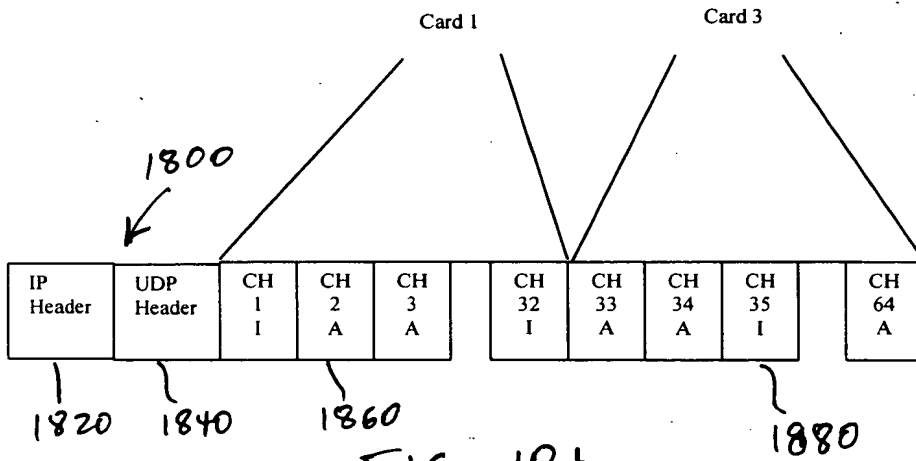 Card 1
Card 3
1800
IP Header
UDP Header
CH 1 I
CH 2 A
CH 3 A
CH 32 I
CH 33 A
CH 34 A
CH 35 I
CH 64 A
1820
1840
1860
1880